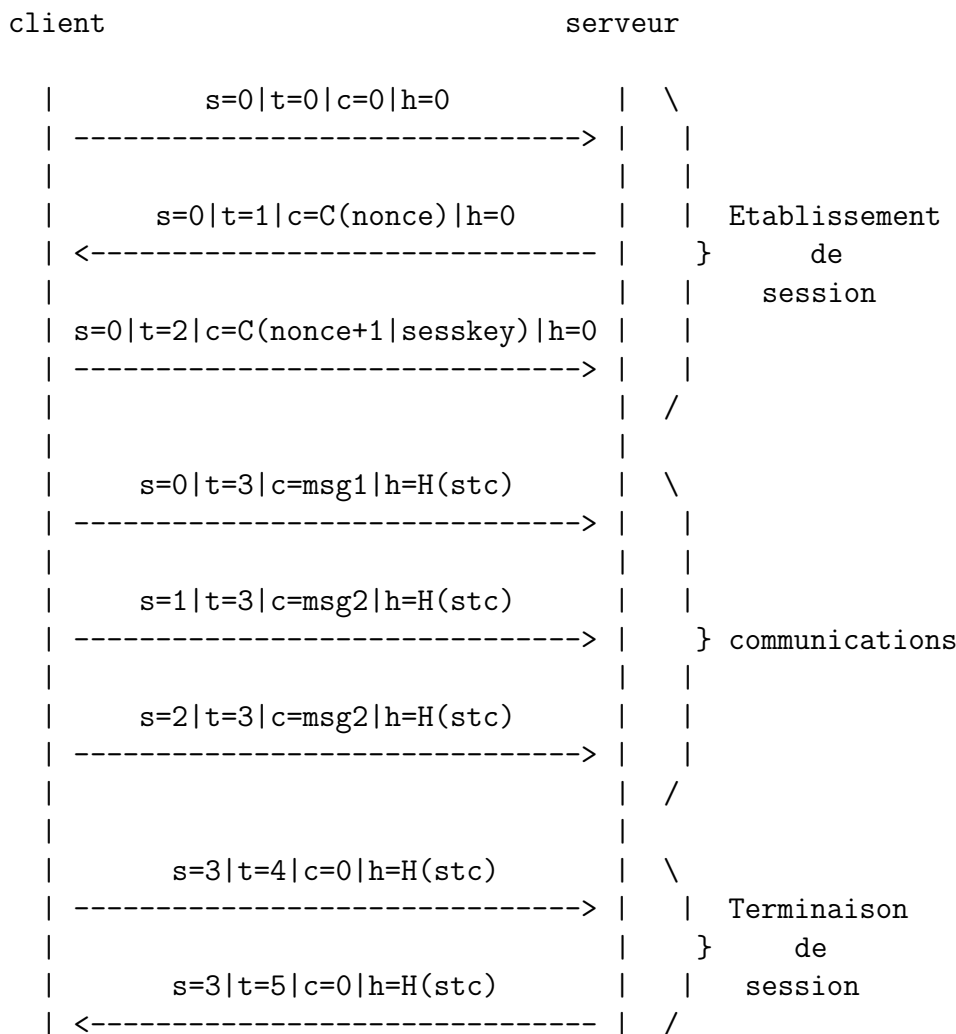 client serveur
s=0|t=0|c=0|h=0
s=0|t=1|c=C(nonce)|h=0 Etablissement
de
session
s=0|t=2|c=C(nonce+1|sesskey)|h=0
s=0|t=3|c=msg1|h=H(stc)
s=1|t=3|c=msg2|h=H(stc)
communications
s=2|t=3|c=msg2|h=H(stc)
s=3|t=4|c=0|h=H(stc)
Terminaison
de
s=3|t=5|c=0|h=H(stc) session